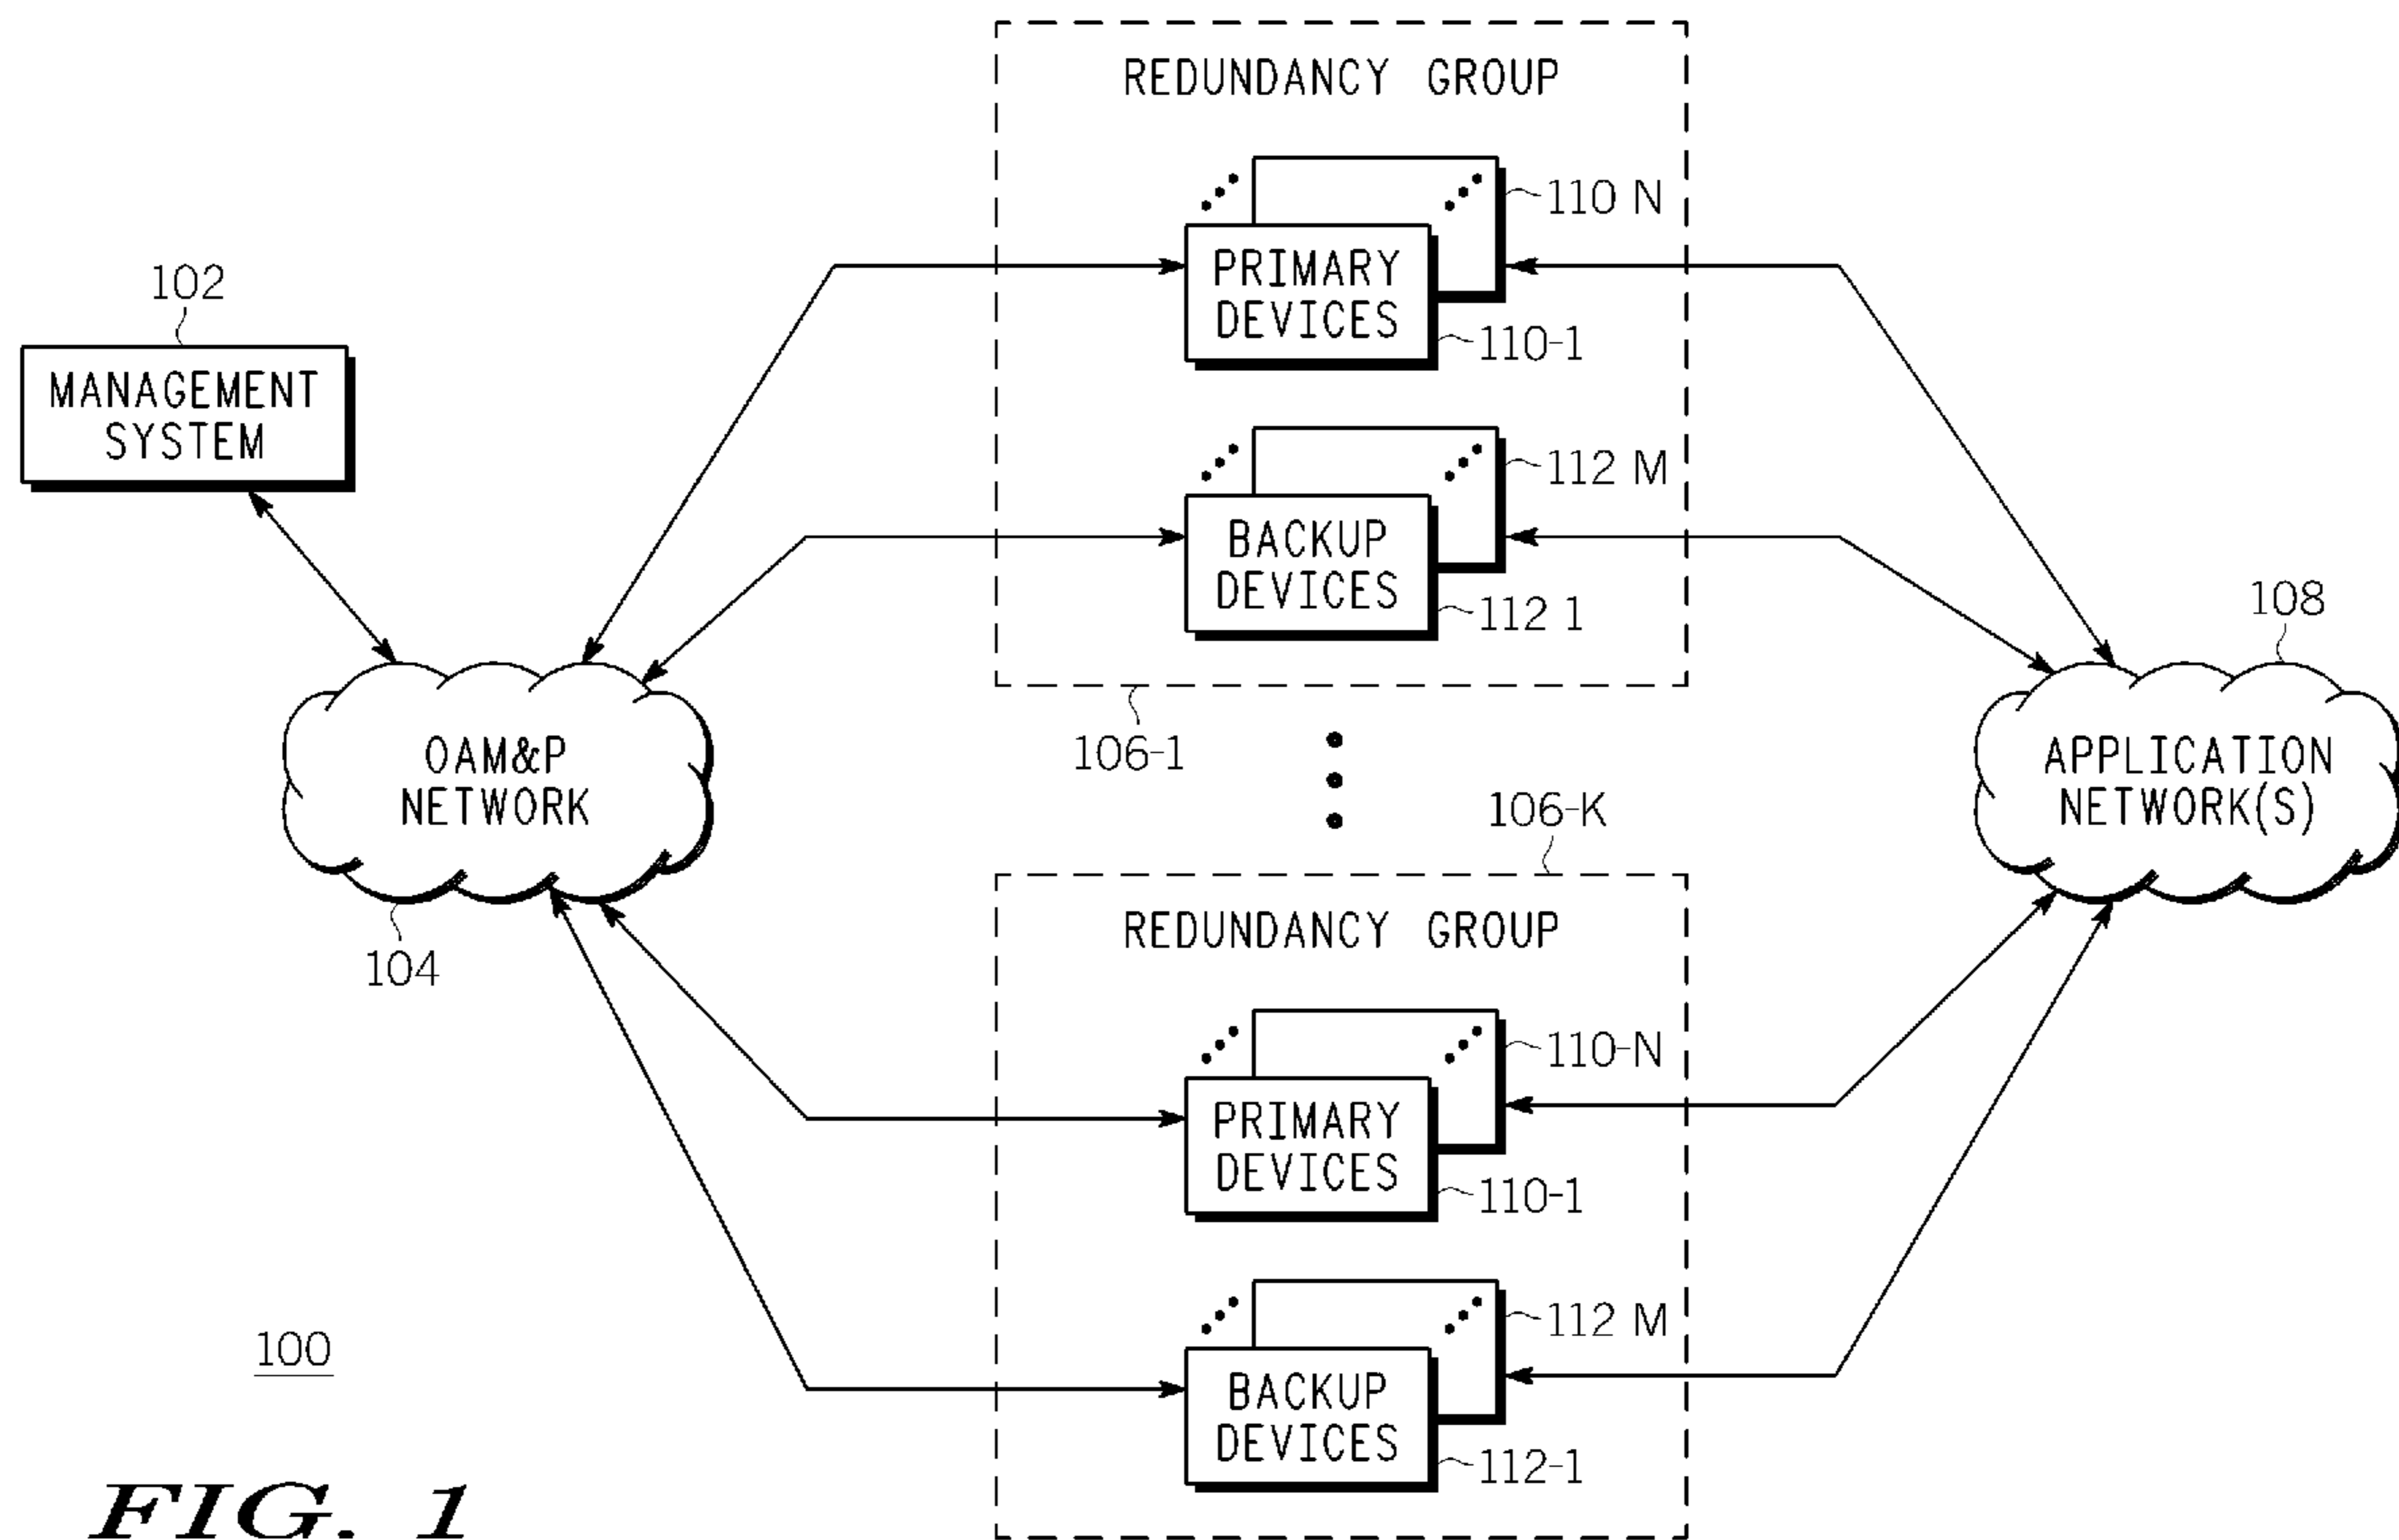 REDUNDANCY GROUP
110 N
PRIMARY
DEVICES
110-1
102
MANAGEMENT
SYSTEM
112 M
BACKUP
DEVICES
112 1
108
106-1
OAM&P
NETWORK
104
APPLICATION
NETWORK(S)
106-K
REDUNDANCY GROUP
110-N
PRIMARY
DEVICES
110-1
112 M
BACKUP
DEVICES
112-1
100
FIG. 1